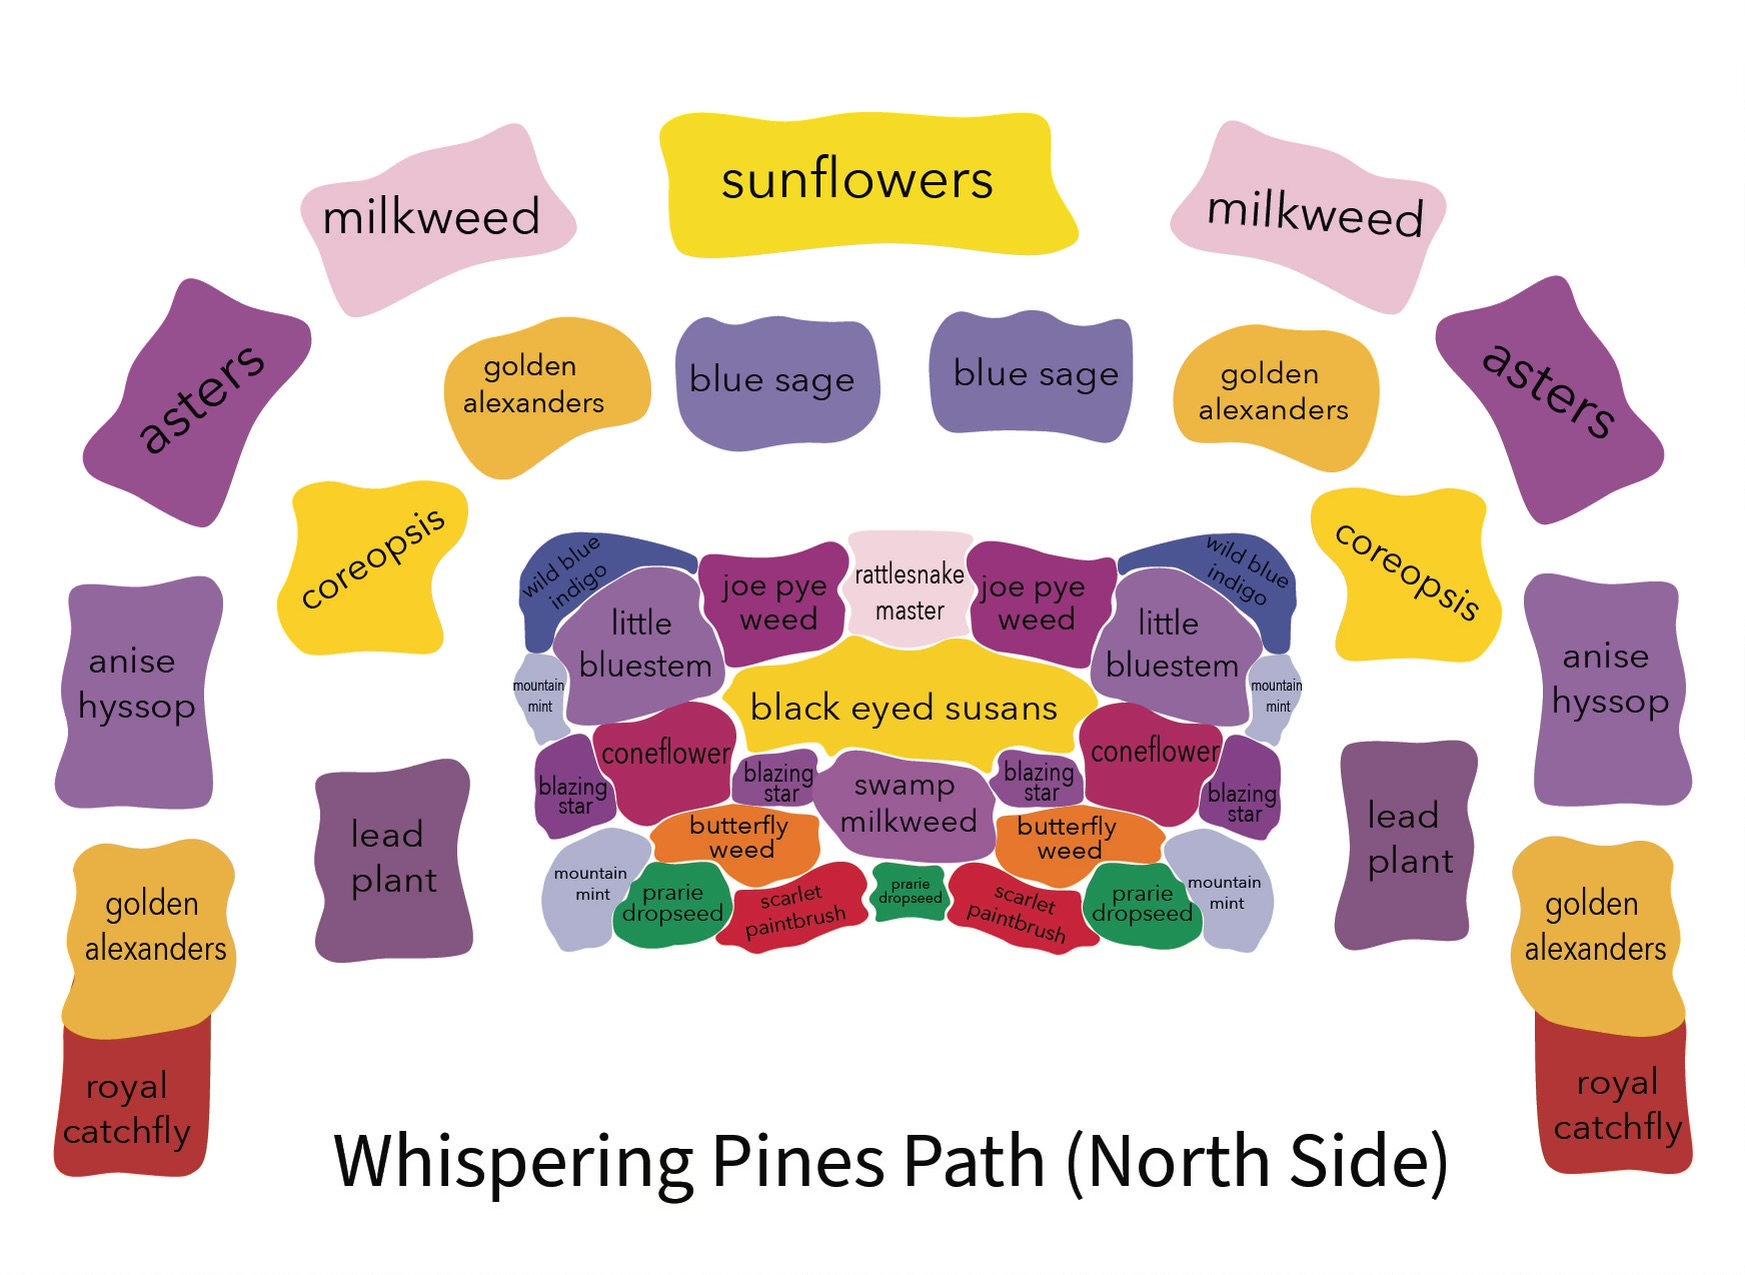 sunflowers
milkweed
milkweed
asters
asters
golden
alexanders
blue sage
blue sage
golden
alexanders
coreopsis
coreopsis
anise
hyssop
anise
hyssop
wild blue
indigo
joe pye
weed
rattlesnake
master
joe pye
weed
wild blue
indigo
little
bluestem
little
bluestem
mountain
mint
black eyed susans
mountain
mint
coneflower
coneflower
blazing
star
blazing
star
swamp
milkweed
blazing
star
blazing
star
lead
plant
butterfly
weed
butterfly
weed
lead
plant
mountain
mint
prarie
dropseed
scarlet
paintbrush
prarie
dropseed
scarlet
paintbrush
prarie
dropseed
mountain
mint
golden
alexanders
golden
alexanders
royal
catchfly
royal
catchfly
Whispering Pines Path (North Side)